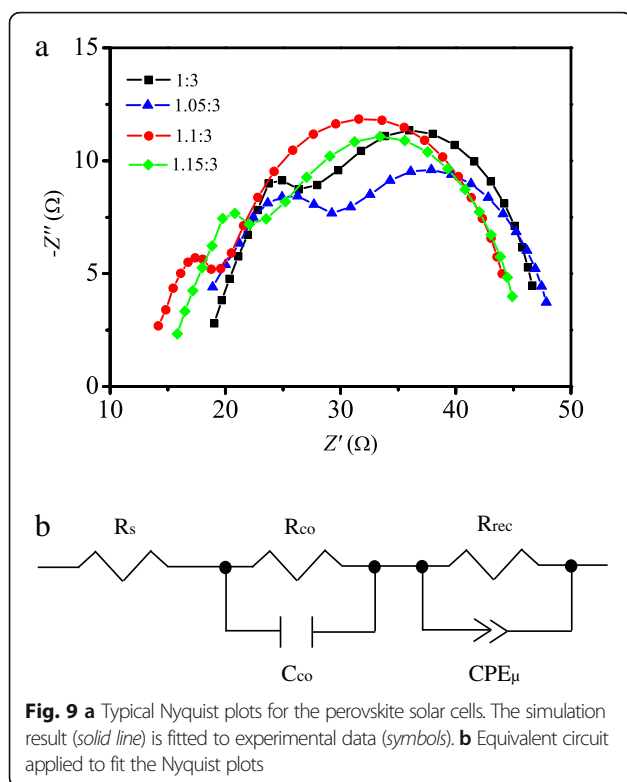 a
1:3
1.05:3
1.1:3
1.15:3
15
10
5
0
-Z″ (Ω)
10 20 30 40 50
Z′ (Ω)
b
Rs Rco Rrec
Cco CPEμ
Fig. 9 a Typical Nyquist plots for the perovskite solar cells. The simulation
result (solid line) is fitted to experimental data (symbols). b Equivalent circuit
applied to fit the Nyquist plots